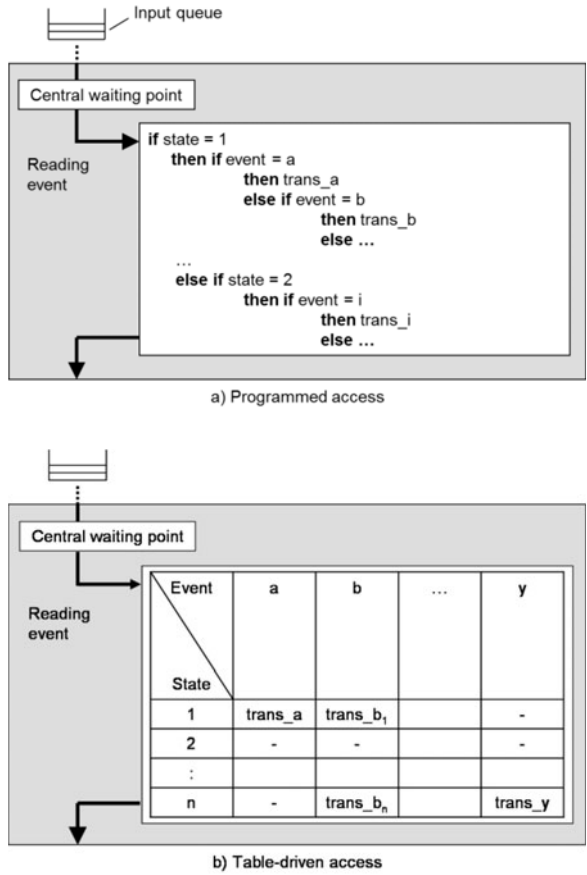 Input queue
Central waiting point
Reading
event
if state = 1
then if event = a
then trans_a
else if event = b
then trans_b
else …
…
else if state = 2
then if event = i
then trans_i
else …
a) Programmed access
Central waiting point
Reading
event
Event a b … y
State
1 trans_a trans_b₁ -
2 - - -
:
n - trans_bₙ trans_y
b) Table-driven access